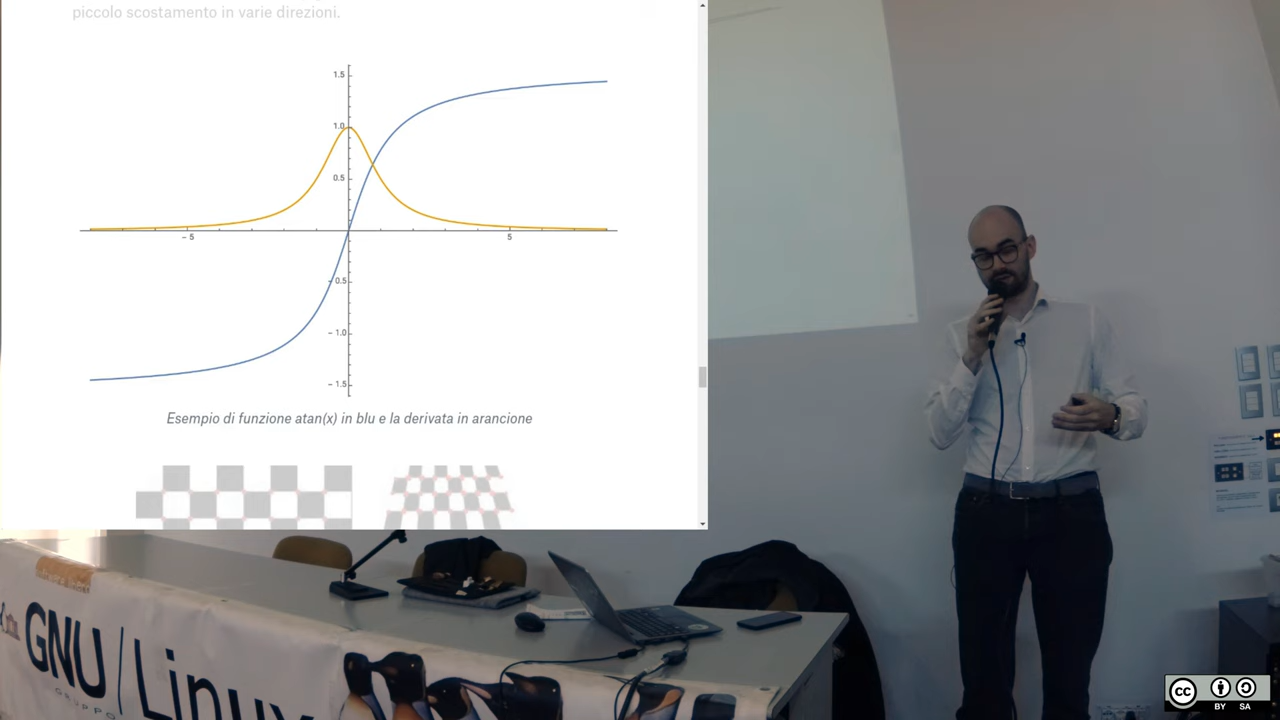 piccolo scostamento in varie direzioni.
1.5
1.0
0.5
− 5
5
0.5
− 1.0
− 1.5
Esempio di funzione atan(x) in blu e la derivata in arancione
GNU/Linux
GRUPPO
cc
BY SA